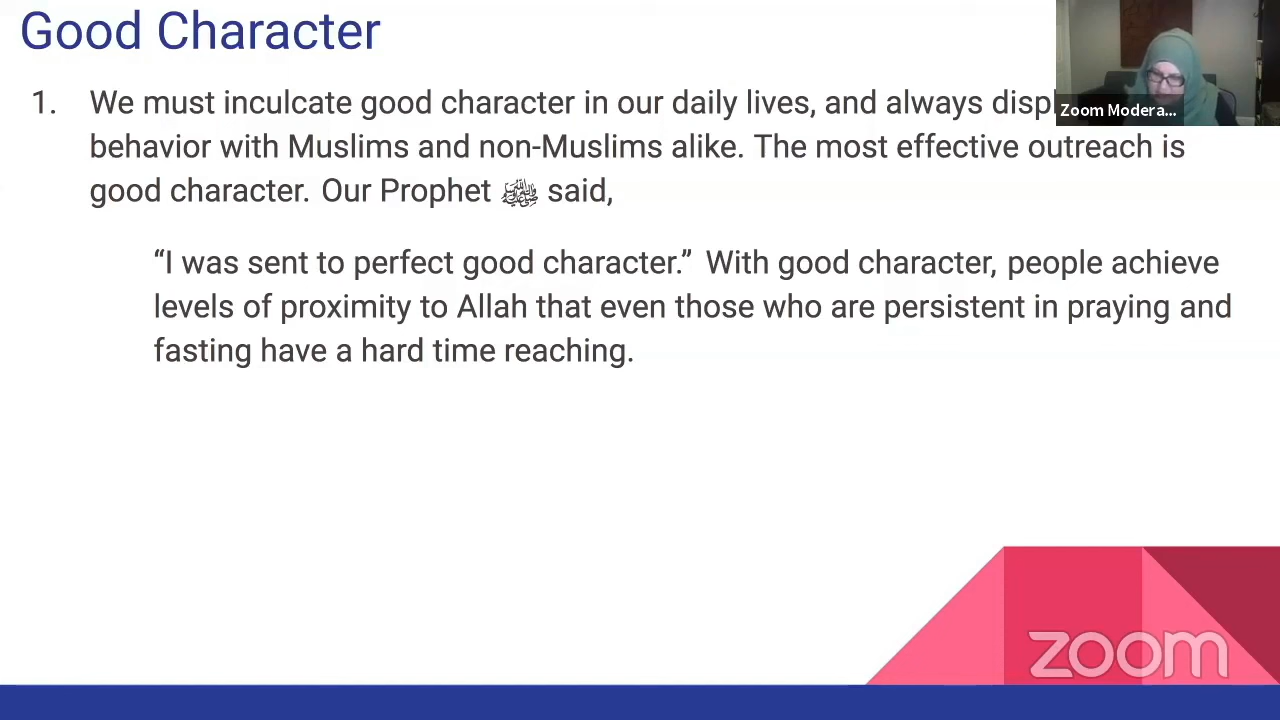 Good Character
1. We must inculcate good character in our daily lives, and always displ
behavior with Muslims and non-Muslims alike. The most effective outreach is
good character. Our Prophet ﷺ said,
“I was sent to perfect good character.” With good character, people achieve
levels of proximity to Allah that even those who are persistent in praying and
fasting have a hard time reaching.
Zoom Modera...
zoom